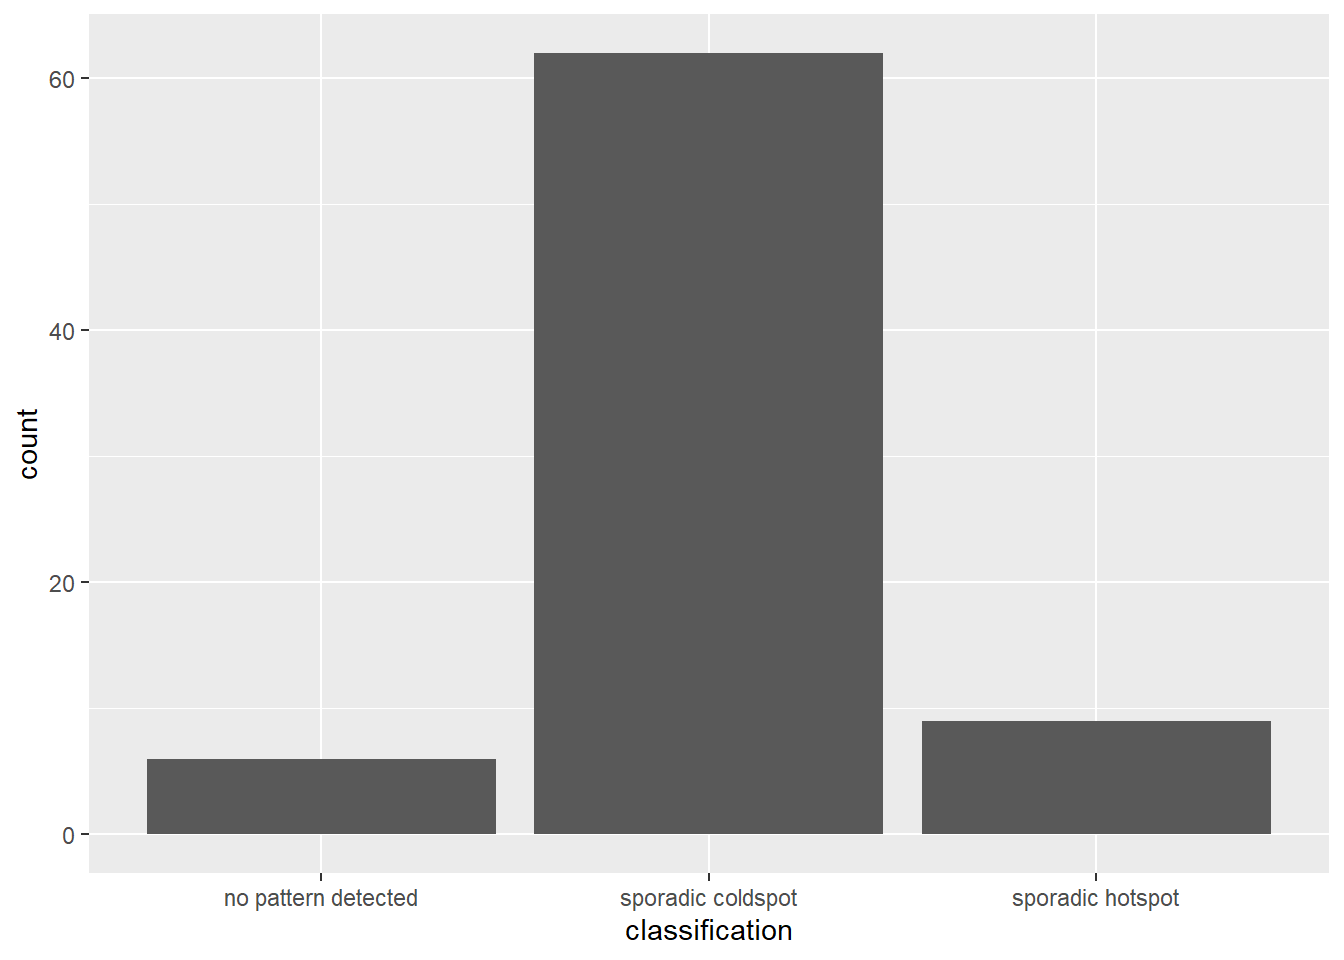 60
40
20
0
count
no pattern detected
sporadic coldspot
sporadic hotspot
classification